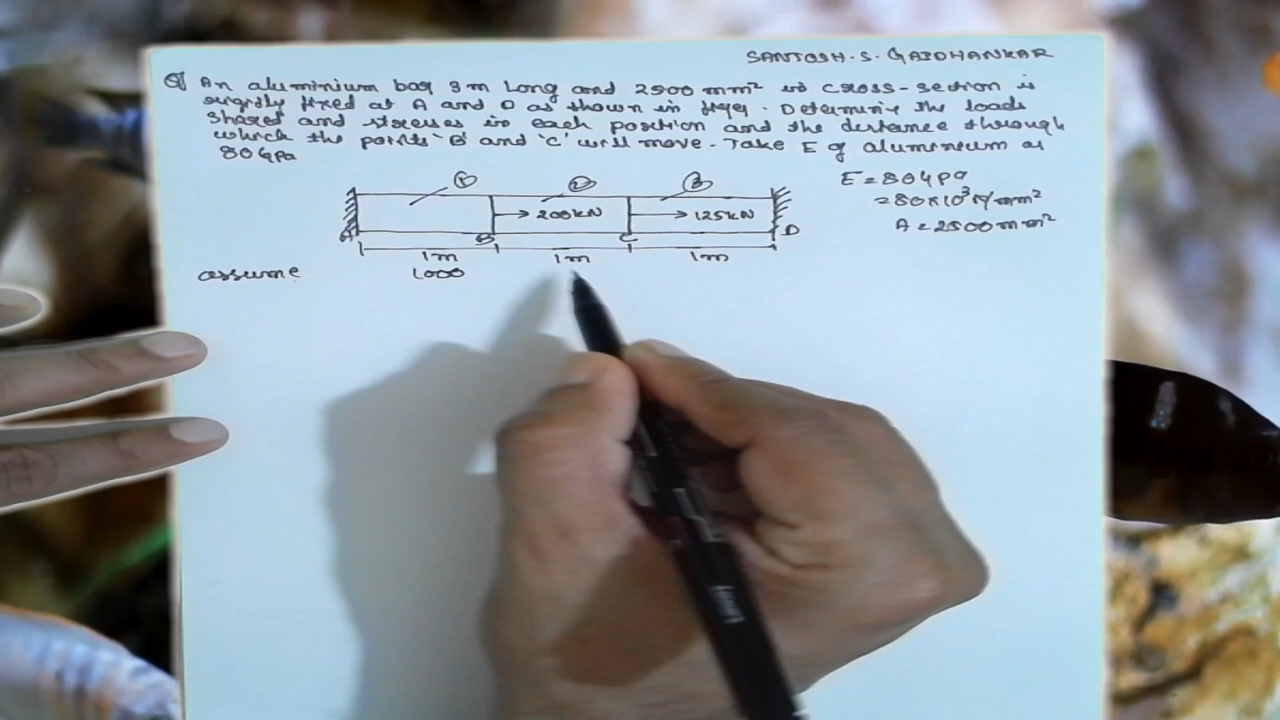 SANTOSH.S.GAIDHANKAR
Q) An aluminium bar 3m Long and 2500 mm² in cross-section is
rigidly fixed at A and D as shown in fig. Determine the loads
shared and stresses in each position and the distance through
which the points 'B' and 'C' will move. Take E of aluminium as
80GPa
① ② ③
E = 80GPa
= 80×10³ N/mm²
A = 2500mm²
→ 200KN → 125KN
A B C D
1m 1m 1m
assume 1000